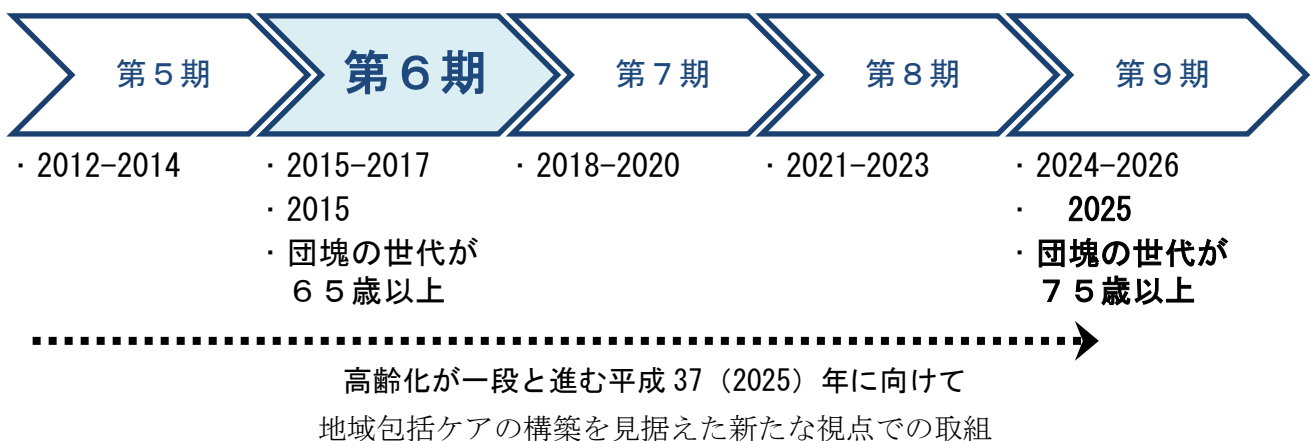 第５期
第６期
第７期
第８期
第９期
・2012–2014
・2015–2017
・2015
・団塊の世代が
６５歳以上
・2018–2020
・2021–2023
・2024–2026
・ 2025
・団塊の世代が
７５歳以上
高齢化が一段と進む平成 37（2025）年に向けて
地域包括ケアの構築を見据えた新たな視点での取組